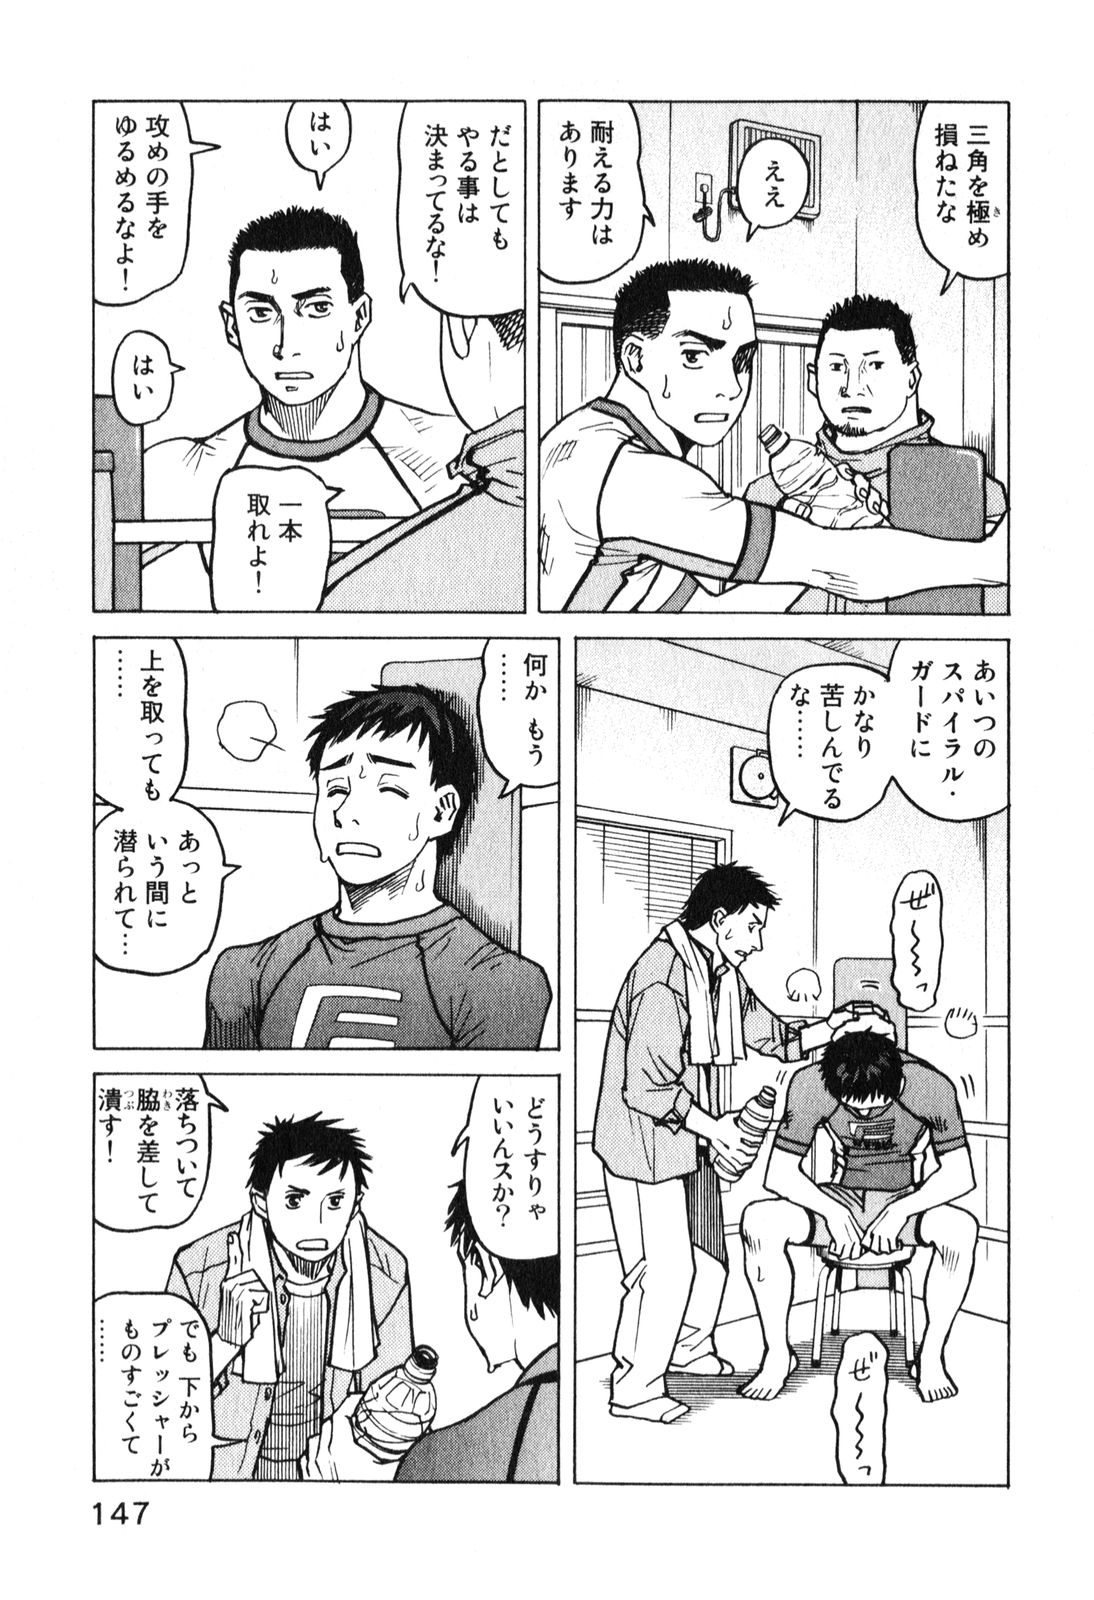 三角を極め
損ねたな
ええ
耐える力は
あります
だとしても
やる事は
決まってるな！
はい
攻めの手を
ゆるめるなよ！
はい
一本
取れよ！
あいつの
スパイラル・
ガードに
かなり
苦しんでる
な……
ぜ〜〜っ
ぜ〜〜っ
何か もう
……
上を取っても
……
あっと
いう間に
潜られて…
どうすりゃ
いいんスか？
落ちついて
脇を差して
潰す！
でも 下から
プレッシャーが
ものすごくて
……
147